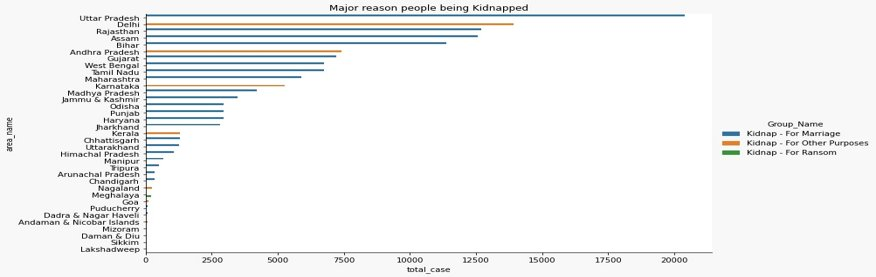 Major reason people being Kidnapped
area_name
Uttar Pradesh
Delhi
Rajasthan
Assam
Bihar
Andhra Pradesh
Gujarat
West Bengal
Tamil Nadu
Maharashtra
Karnataka
Madhya Pradesh
Jammu & Kashmir
Odisha
Punjab
Haryana
Jharkhand
Kerala
Chhattisgarh
Uttarakhand
Himachal Pradesh
Manipur
Tripura
Arunachal Pradesh
Chandigarh
Nagaland
Meghalaya
Goa
Puducherry
Dadra & Nagar Haveli
Andaman & Nicobar Islands
Mizoram
Daman & Diu
Sikkim
Lakshadweep
0 2500 5000 7500 10000 12500 15000 17500 20000
total_case
Group_Name
Kidnap - For Marriage
Kidnap - For Other Purposes
Kidnap - For Ransom